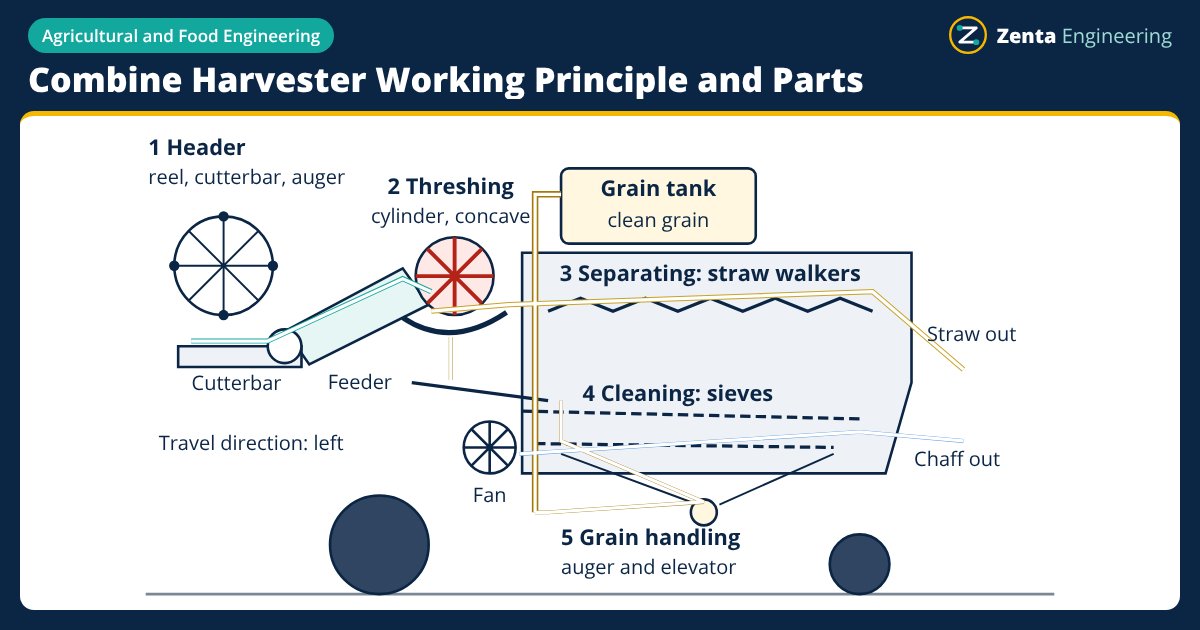 Agricultural and Food Engineering
Zenta Engineering
Combine Harvester Working Principle and Parts
1 Header
reel, cutterbar, auger
2 Threshing
cylinder, concave
Grain tank
clean grain
3 Separating: straw walkers
Straw out
Cutterbar
Feeder
4 Cleaning: sieves
Travel direction: left
Chaff out
Fan
5 Grain handling
auger and elevator